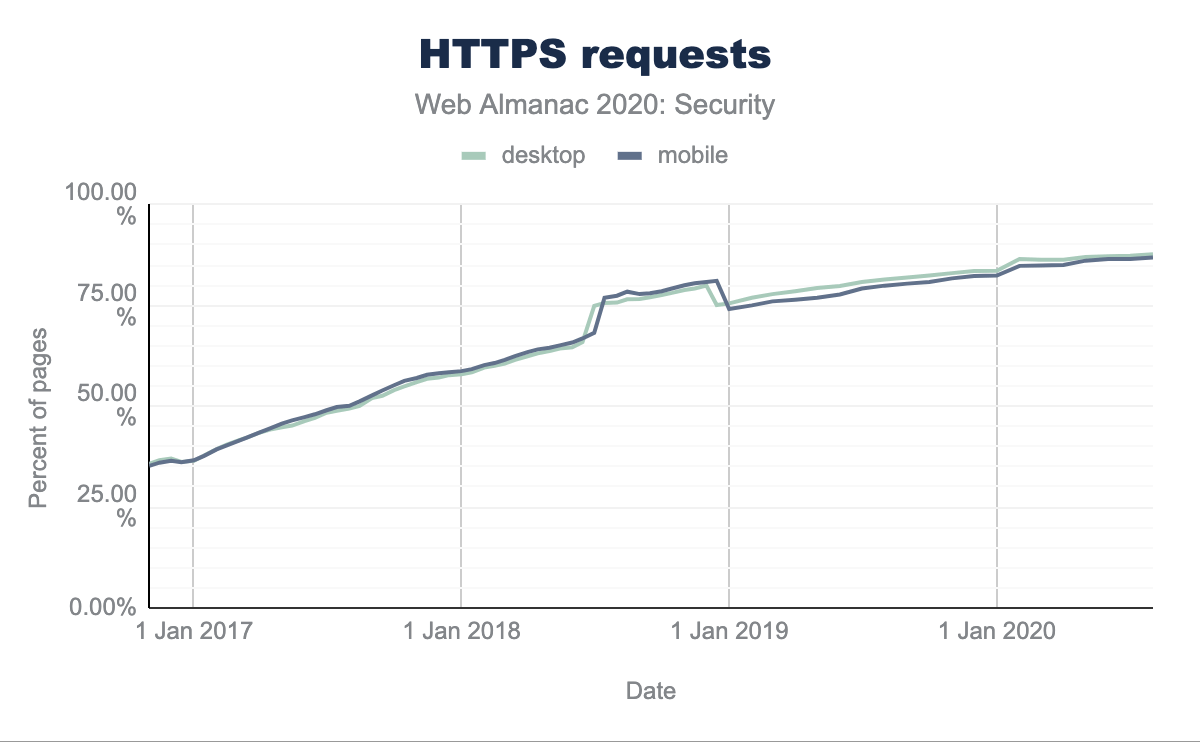 HTTPS requests
Web Almanac 2020: Security
desktop
mobile
100.00
%
75.00
%
50.00
%
25.00
%
0.00%
Percent of pages
1 Jan 2017
1 Jan 2018
1 Jan 2019
1 Jan 2020
Date